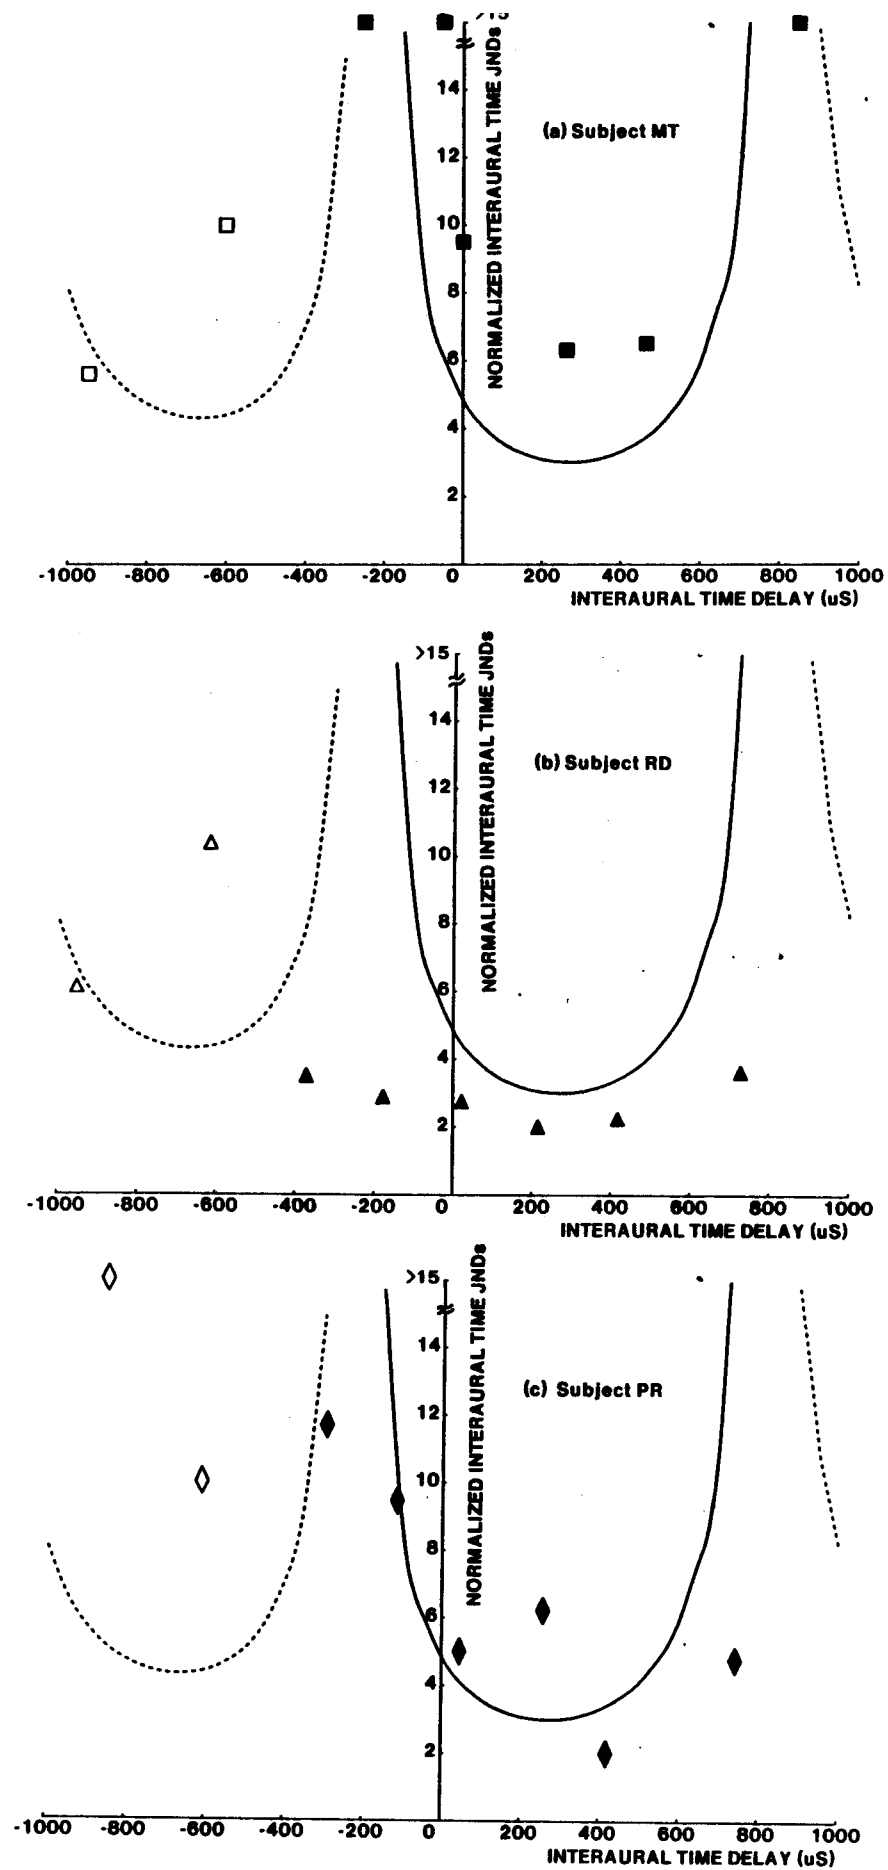 >15
14
12
10
8
6
4
2
NORMALIZED INTERAURAL TIME JNDs
(a) Subject MT
-1000 -800 -600 -400 -200 0 200 400 600 800 1000
INTERAURAL TIME DELAY (uS)
>15
14
12
10
8
6
4
2
NORMALIZED INTERAURAL TIME JNDs
(b) Subject RD
-1000 -800 -600 -400 -200 0 200 400 600 800 1000
INTERAURAL TIME DELAY (uS)
>15
14
12
10
8
6
4
2
NORMALIZED INTERAURAL TIME JNDs
(c) Subject PR
-1000 -800 -600 -400 -200 0 200 400 600 800 1000
INTERAURAL TIME DELAY (uS)